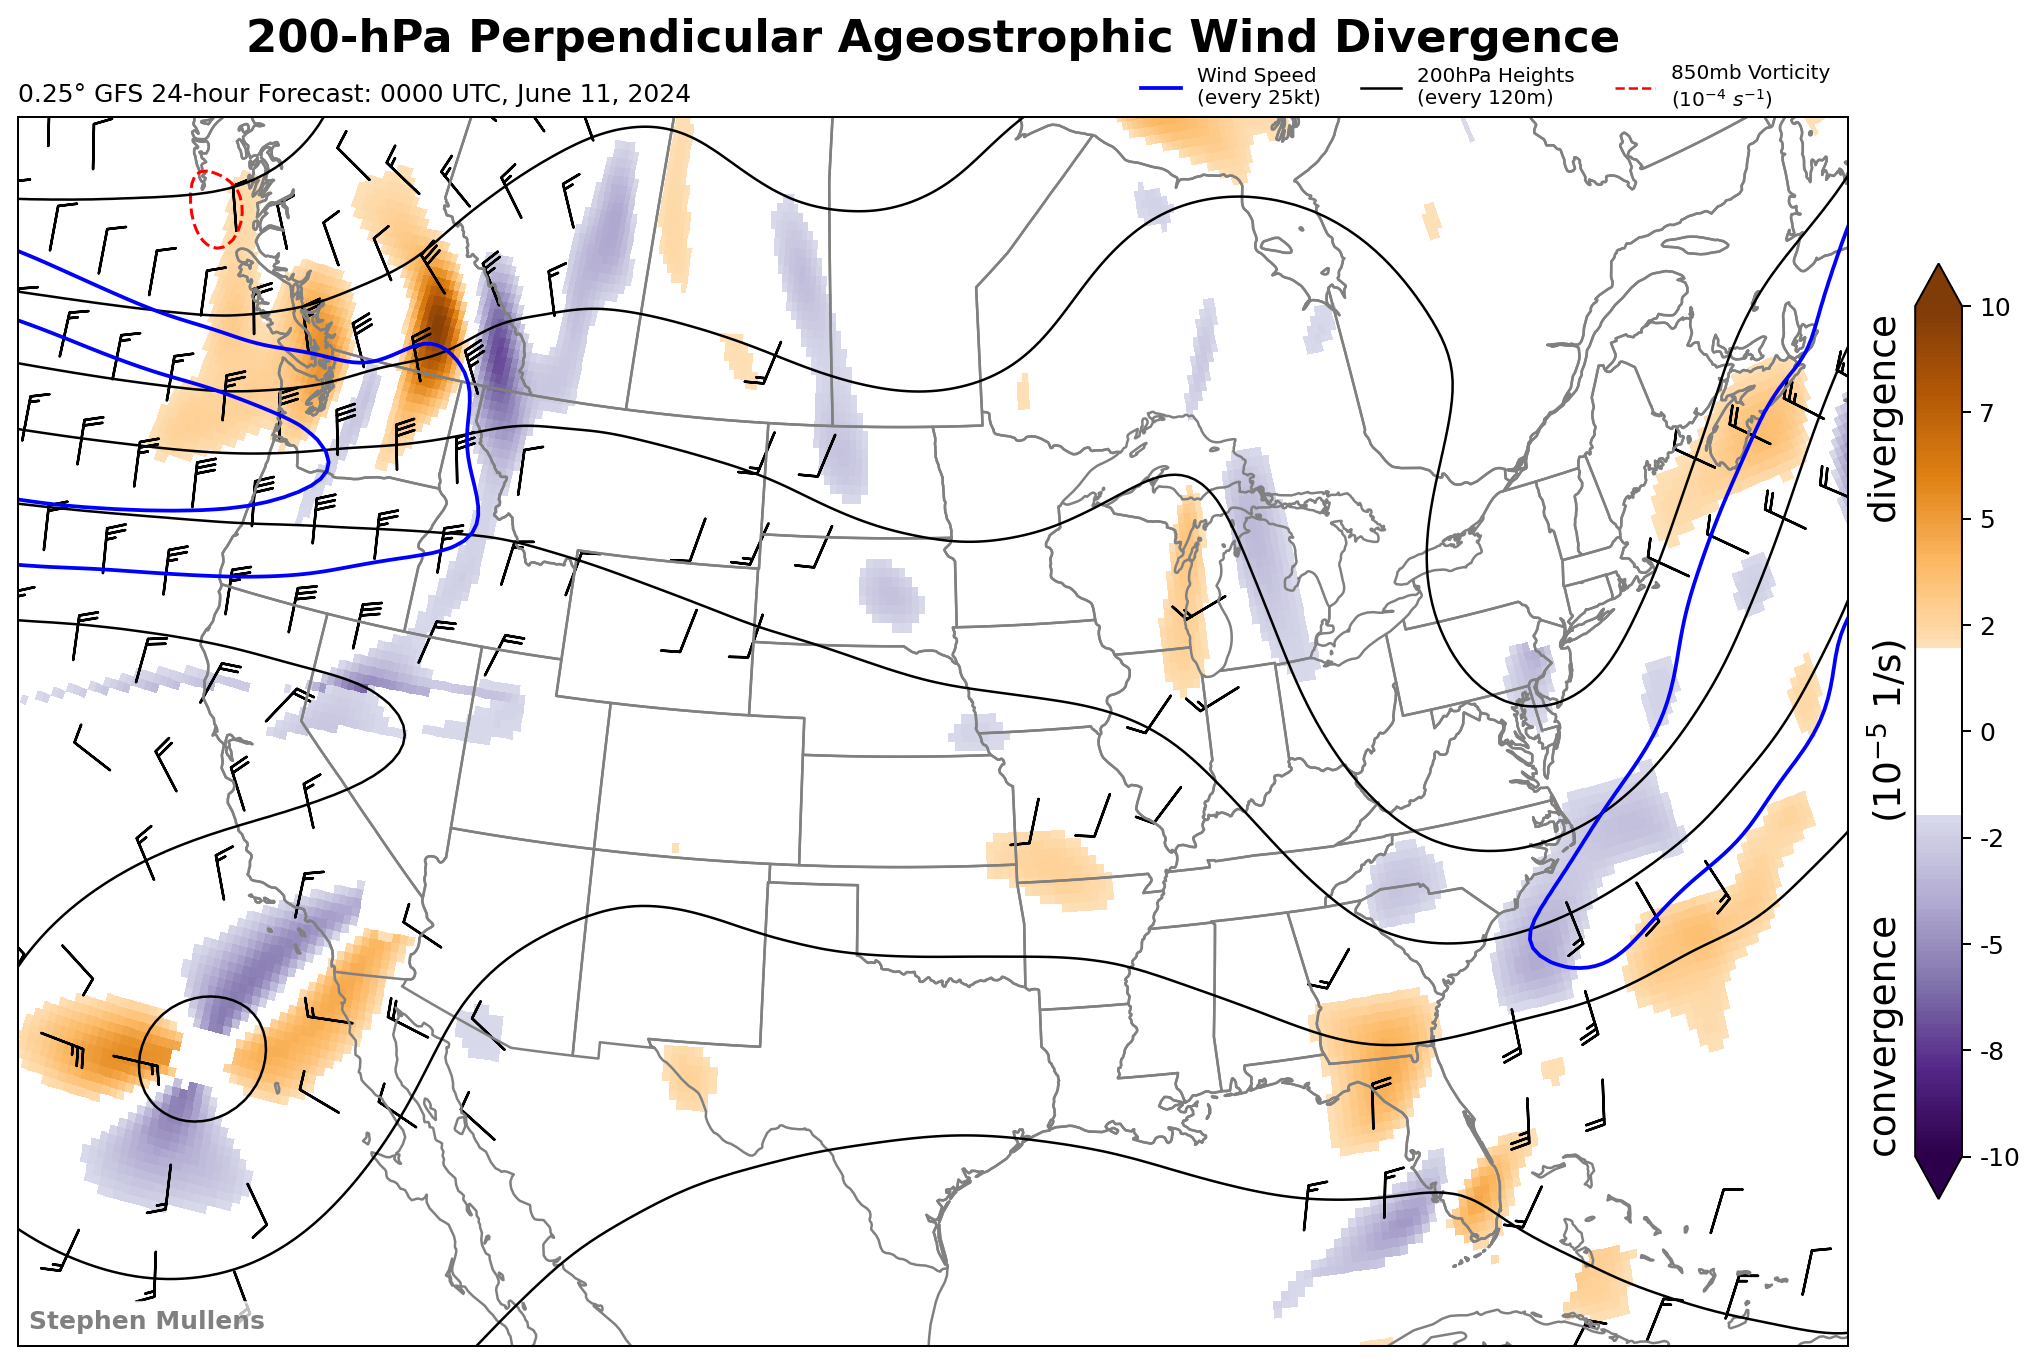 200-hPa Perpendicular Ageostrophic Wind Divergence
0.25° GFS 24-hour Forecast: 0000 UTC, June 11, 2024
Wind Speed
(every 25kt)
200hPa Heights
(every 120m)
850mb Vorticity
(10⁻⁴ s⁻¹)
10
7
5
2
0
-2
-5
-8
-10
convergence (10⁻⁵ 1/s) divergence
Stephen Mullens